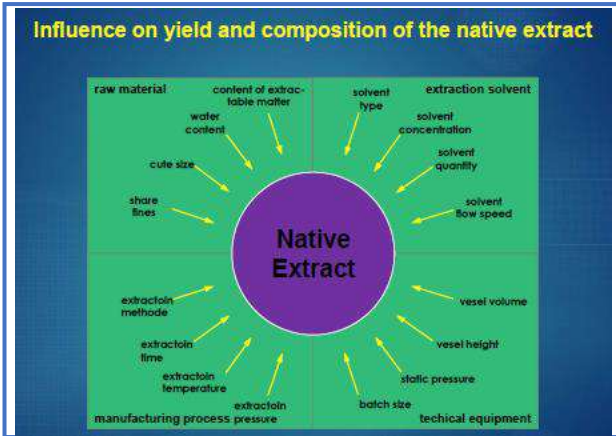 Influence on yield and composition of the native extract
raw material
content of extrac-
table matter
water
content
cute size
share
fines
extraction solvent
solvent
type
solvent
concentration
solvent
quantity
solvent
flow speed
Native
Extract
extractoin
methode
extractoin
time
extractoin
temperature
extractoin
pressure
manufacturing process
vesel volume
vesel height
static pressure
batch size
techical equipment